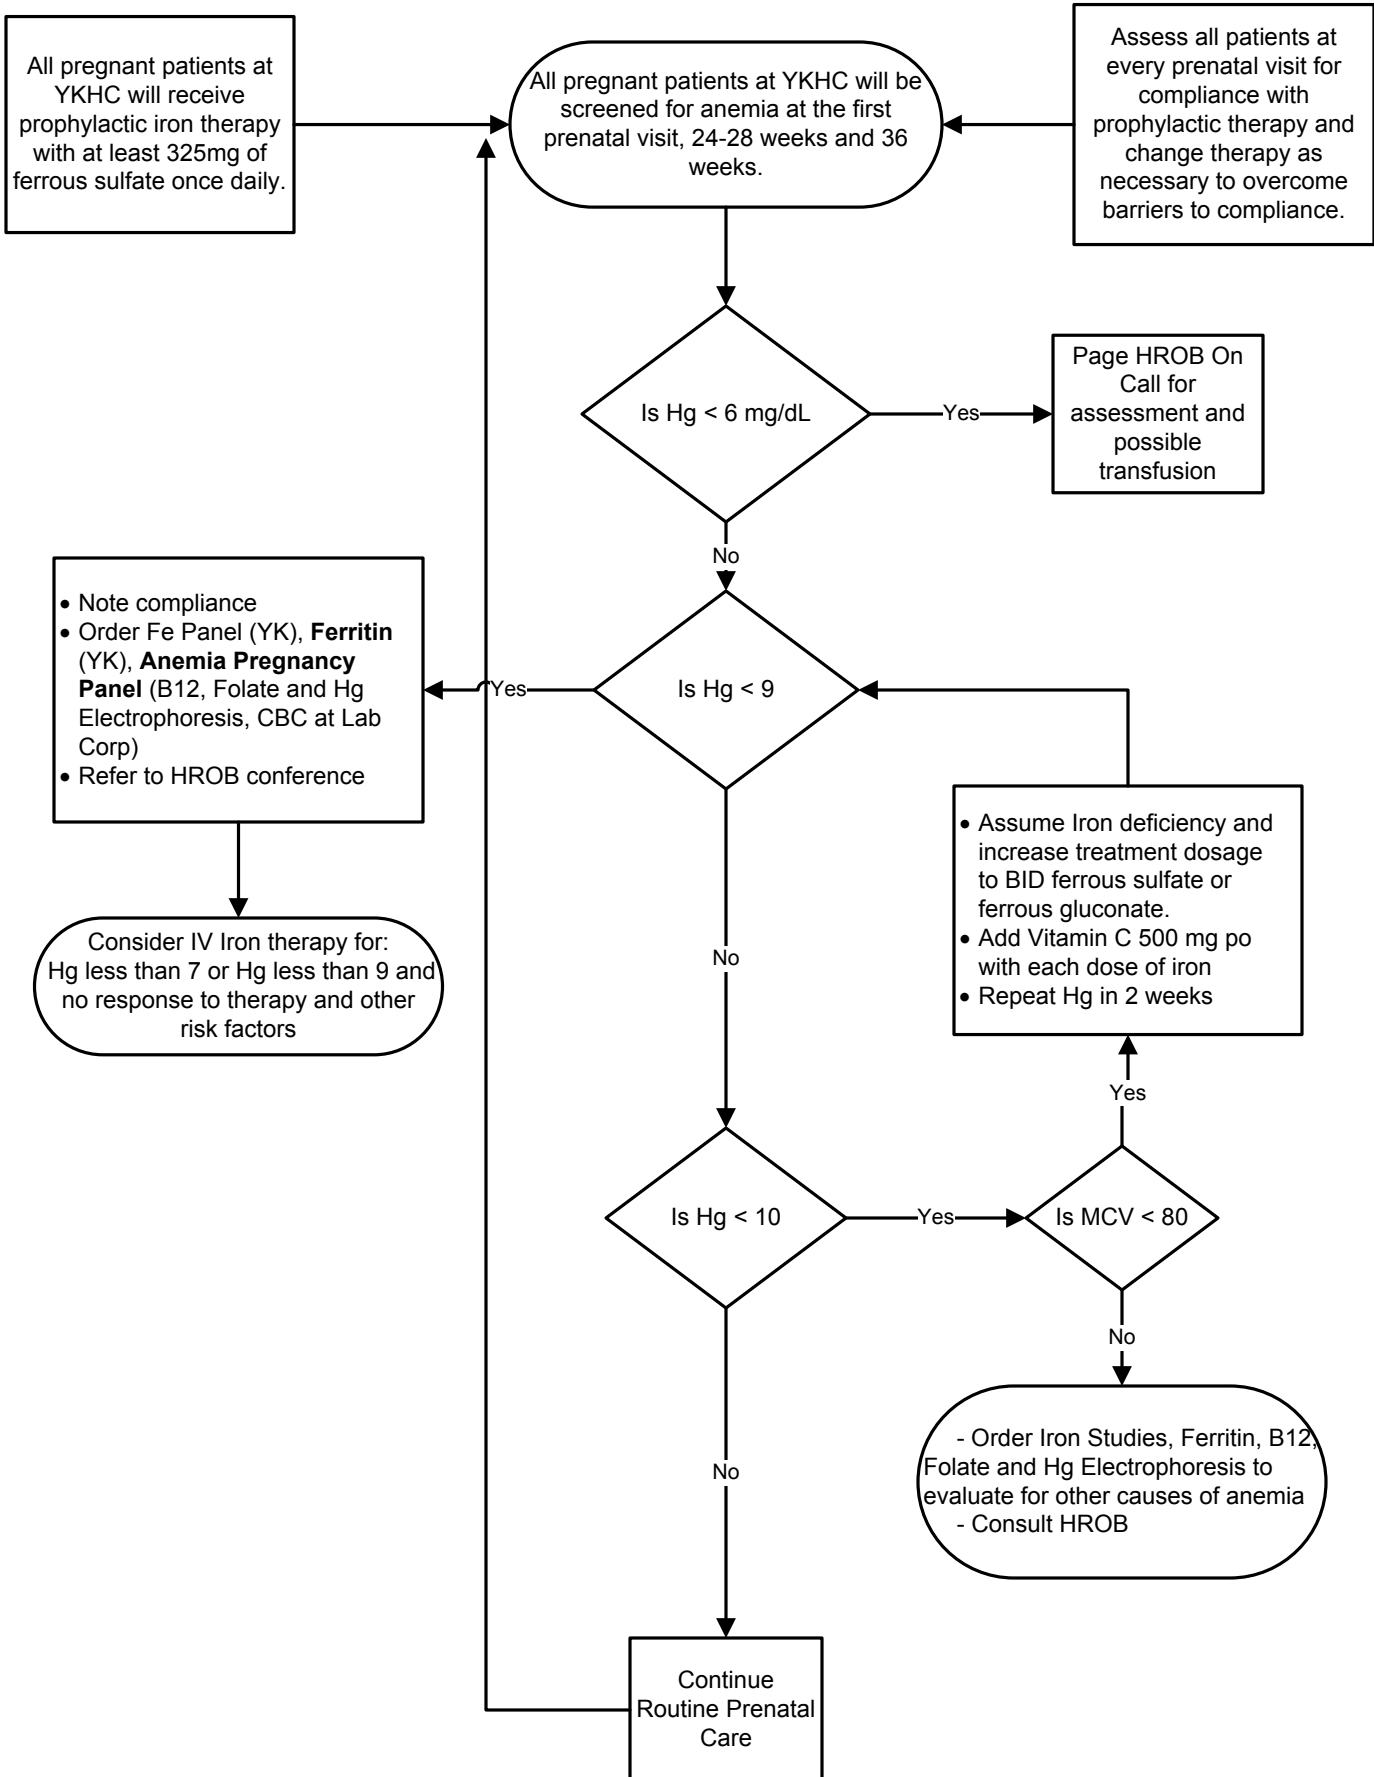 All pregnant patients at
YKHC will receive
prophylactic iron therapy
with at least 325mg of
ferrous sulfate once daily.
All pregnant patients at YKHC will be
screened for anemia at the first
prenatal visit, 24-28 weeks and 36
weeks.
Assess all patients at
every prenatal visit for
compliance with
prophylactic therapy and
change therapy as
necessary to overcome
barriers to compliance.
Is Hg < 6 mg/dL
Yes
Page HROB On
Call for
assessment and
possible
transfusion
No
• Note compliance
• Order Fe Panel (YK), Ferritin
(YK), Anemia Pregnancy
Panel (B12, Folate and Hg
Electrophoresis, CBC at Lab
Corp)
• Refer to HROB conference
Yes
Is Hg < 9
Consider IV Iron therapy for:
Hg less than 7 or Hg less than 9 and
no response to therapy and other
risk factors
No
• Assume Iron deficiency and
increase treatment dosage
to BID ferrous sulfate or
ferrous gluconate.
• Add Vitamin C 500 mg po
with each dose of iron
• Repeat Hg in 2 weeks
Yes
Is Hg < 10
Yes
Is MCV < 80
No
No
- Order Iron Studies, Ferritin, B12,
Folate and Hg Electrophoresis to
evaluate for other causes of anemia
- Consult HROB
Continue
Routine Prenatal
Care